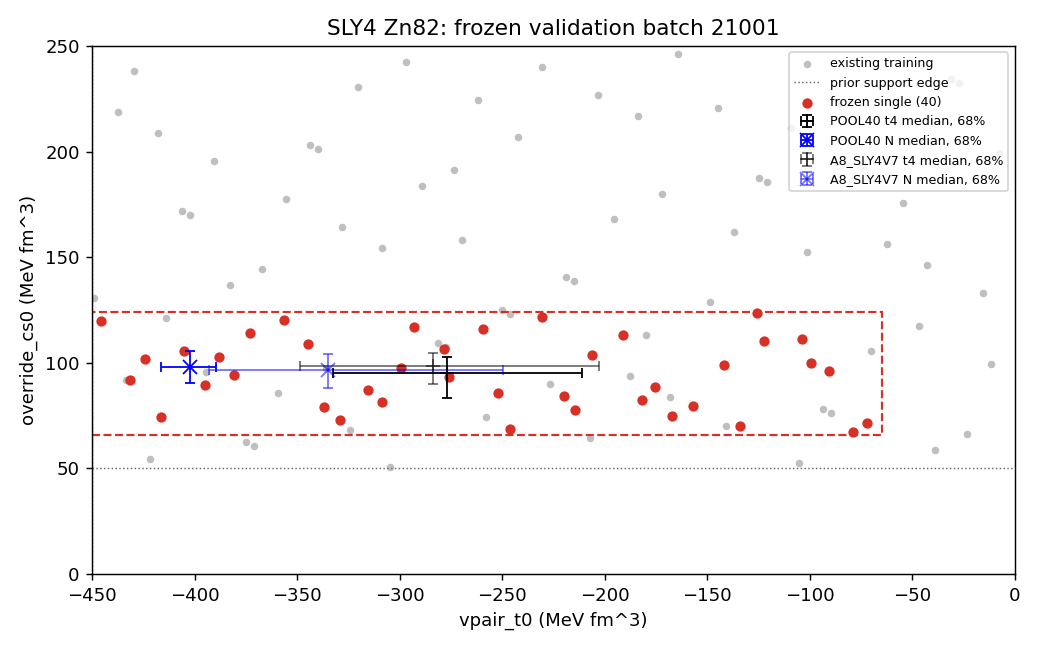 SLY4 Zn82: frozen validation batch 21001
250
200
150
100
50
0
override_cs0 (MeV fm^3)
existing training
prior support edge
frozen single (40)
POOL40 t4 median, 68%
POOL40 N median, 68%
A8_SLY4V7 t4 median, 68%
A8_SLY4V7 N median, 68%
−450 −400 −350 −300 −250 −200 −150 −100 −50 0
vpair_t0 (MeV fm^3)